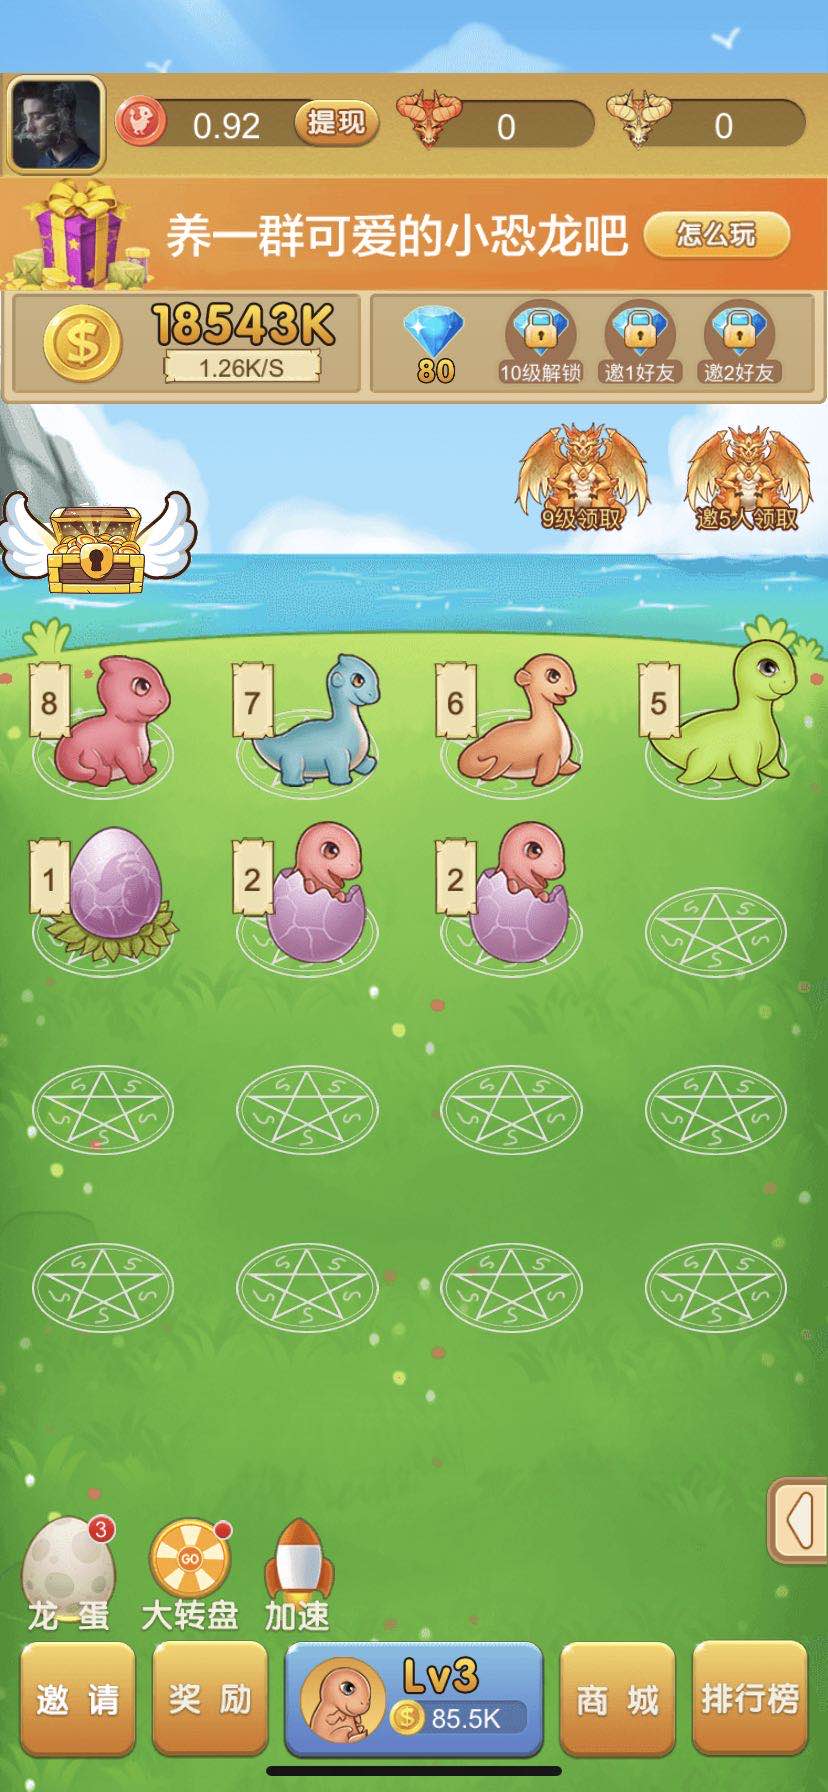 0.92 提现 0 0
养一群可爱的小恐龙吧 怎么玩
18543K
1.26K/S
80 10级解锁 邀1好友 邀2好友
9级领取 邀5人领取
8 7 6 5
1 2 2
3
GO
龙 蛋 大转盘 加速
邀 请 奖 励 Lv3 商 城 排行榜
$ 85.5K